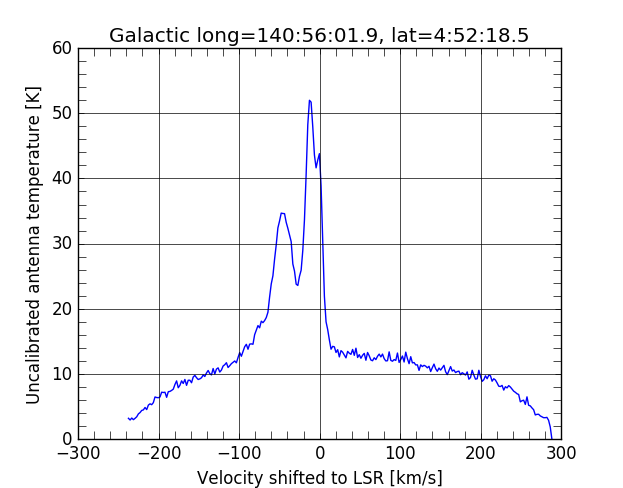 Galactic long=140:56:01.9, lat=4:52:18.5
60
50
40
30
20
10
0
Uncalibrated antenna temperature [K]
−300 −200 −100 0 100 200 300
Velocity shifted to LSR [km/s]